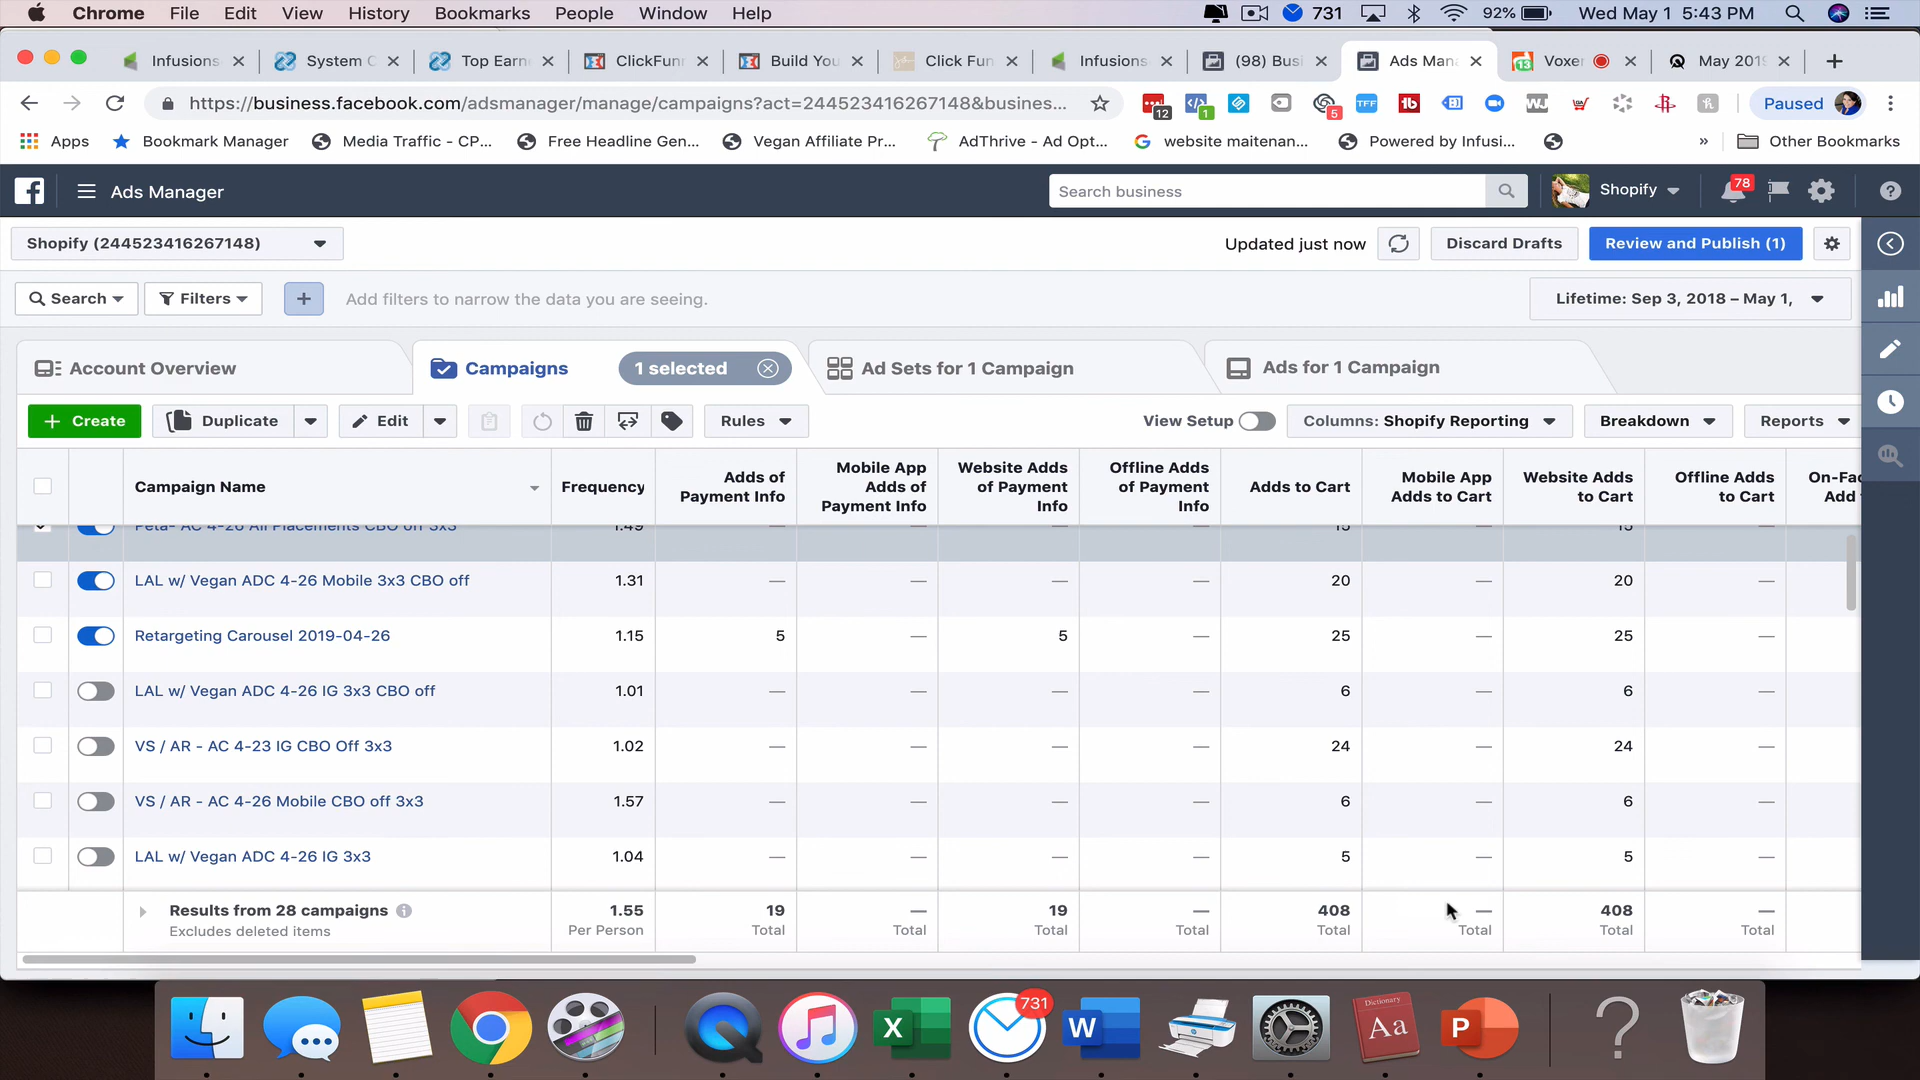 Chrome File Edit View History Bookmarks People Window Help 731 92% Wed May 1 5:43 PM
Infusions System C Top Earn ClickFun Build You Click Fun Infusions (98) Busi Ads Man 13 Voxer May 2019
https://business.facebook.com/adsmanager/manage/campaigns?act=244523416267148&busines... 12 1 5 TFF Paused
Apps Bookmark Manager Media Traffic - CP... Free Headline Gen... Vegan Affiliate Pr... AdThrive - Ad Opt... website maitenan... Powered by Infusi... » Other Bookmarks
Ads Manager Search business Shopify 78
Shopify (244523416267148) Updated just now Discard Drafts Review and Publish (1)
Search Filters + Add filters to narrow the data you are seeing. Lifetime: Sep 3, 2018 – May 1,
Account Overview Campaigns 1 selected Ad Sets for 1 Campaign Ads for 1 Campaign
+ Create Duplicate Edit Rules View Setup Columns: Shopify Reporting Breakdown Reports
Campaign Name Frequency Adds of Payment Info Mobile App Adds of Payment Info Website Adds of Payment Info Offline Adds of Payment Info Adds to Cart Mobile App Adds to Cart Website Adds to Cart Offline Adds to Cart On-Fac Add
Peta- AC 4-26 All Placements CBO off 3x3 1.49 — — — — 15 — 15 —
LAL w/ Vegan ADC 4-26 Mobile 3x3 CBO off 1.31 — — — — 20 — 20 —
Retargeting Carousel 2019-04-26 1.15 5 — 5 — 25 — 25 —
LAL w/ Vegan ADC 4-26 IG 3x3 CBO off 1.01 — — — — 6 — 6 —
VS / AR - AC 4-23 IG CBO Off 3x3 1.02 — — — — 24 — 24 —
VS / AR - AC 4-26 Mobile CBO off 3x3 1.57 — — — — 6 — 6 —
LAL w/ Vegan ADC 4-26 IG 3x3 1.04 — — — — 5 — 5 —
Results from 28 campaigns 1.55 19 — 19 — 408 — 408 —
Excludes deleted items Per Person Total Total Total Total Total Total Total Total
731
Dictionary
X W Aa P ?